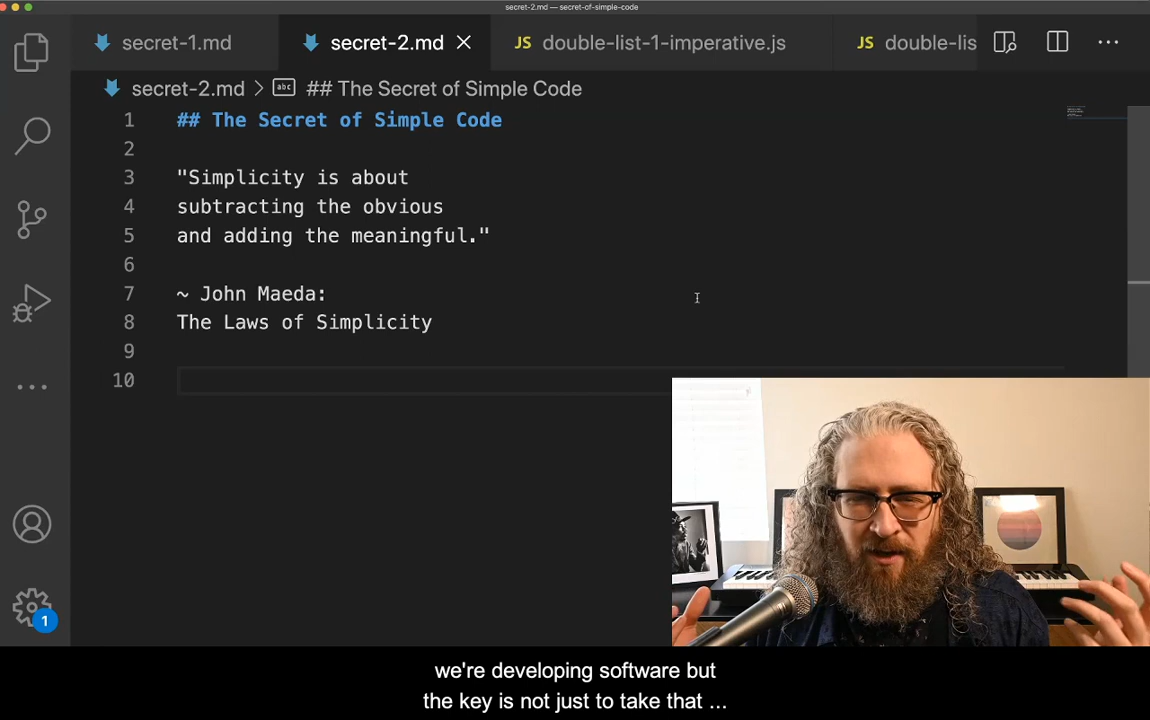 secret-2.md — secret-of-simple-code
secret-1.md
secret-2.md
JS double-list-1-imperative.js
JS double-lis
secret-2.md > abc ## The Secret of Simple Code
1 ## The Secret of Simple Code
2
3 "Simplicity is about
4 subtracting the obvious
5 and adding the meaningful."
6
7 ~ John Maeda:
8 The Laws of Simplicity
9
10
1
we're developing software but
the key is not just to take that ...